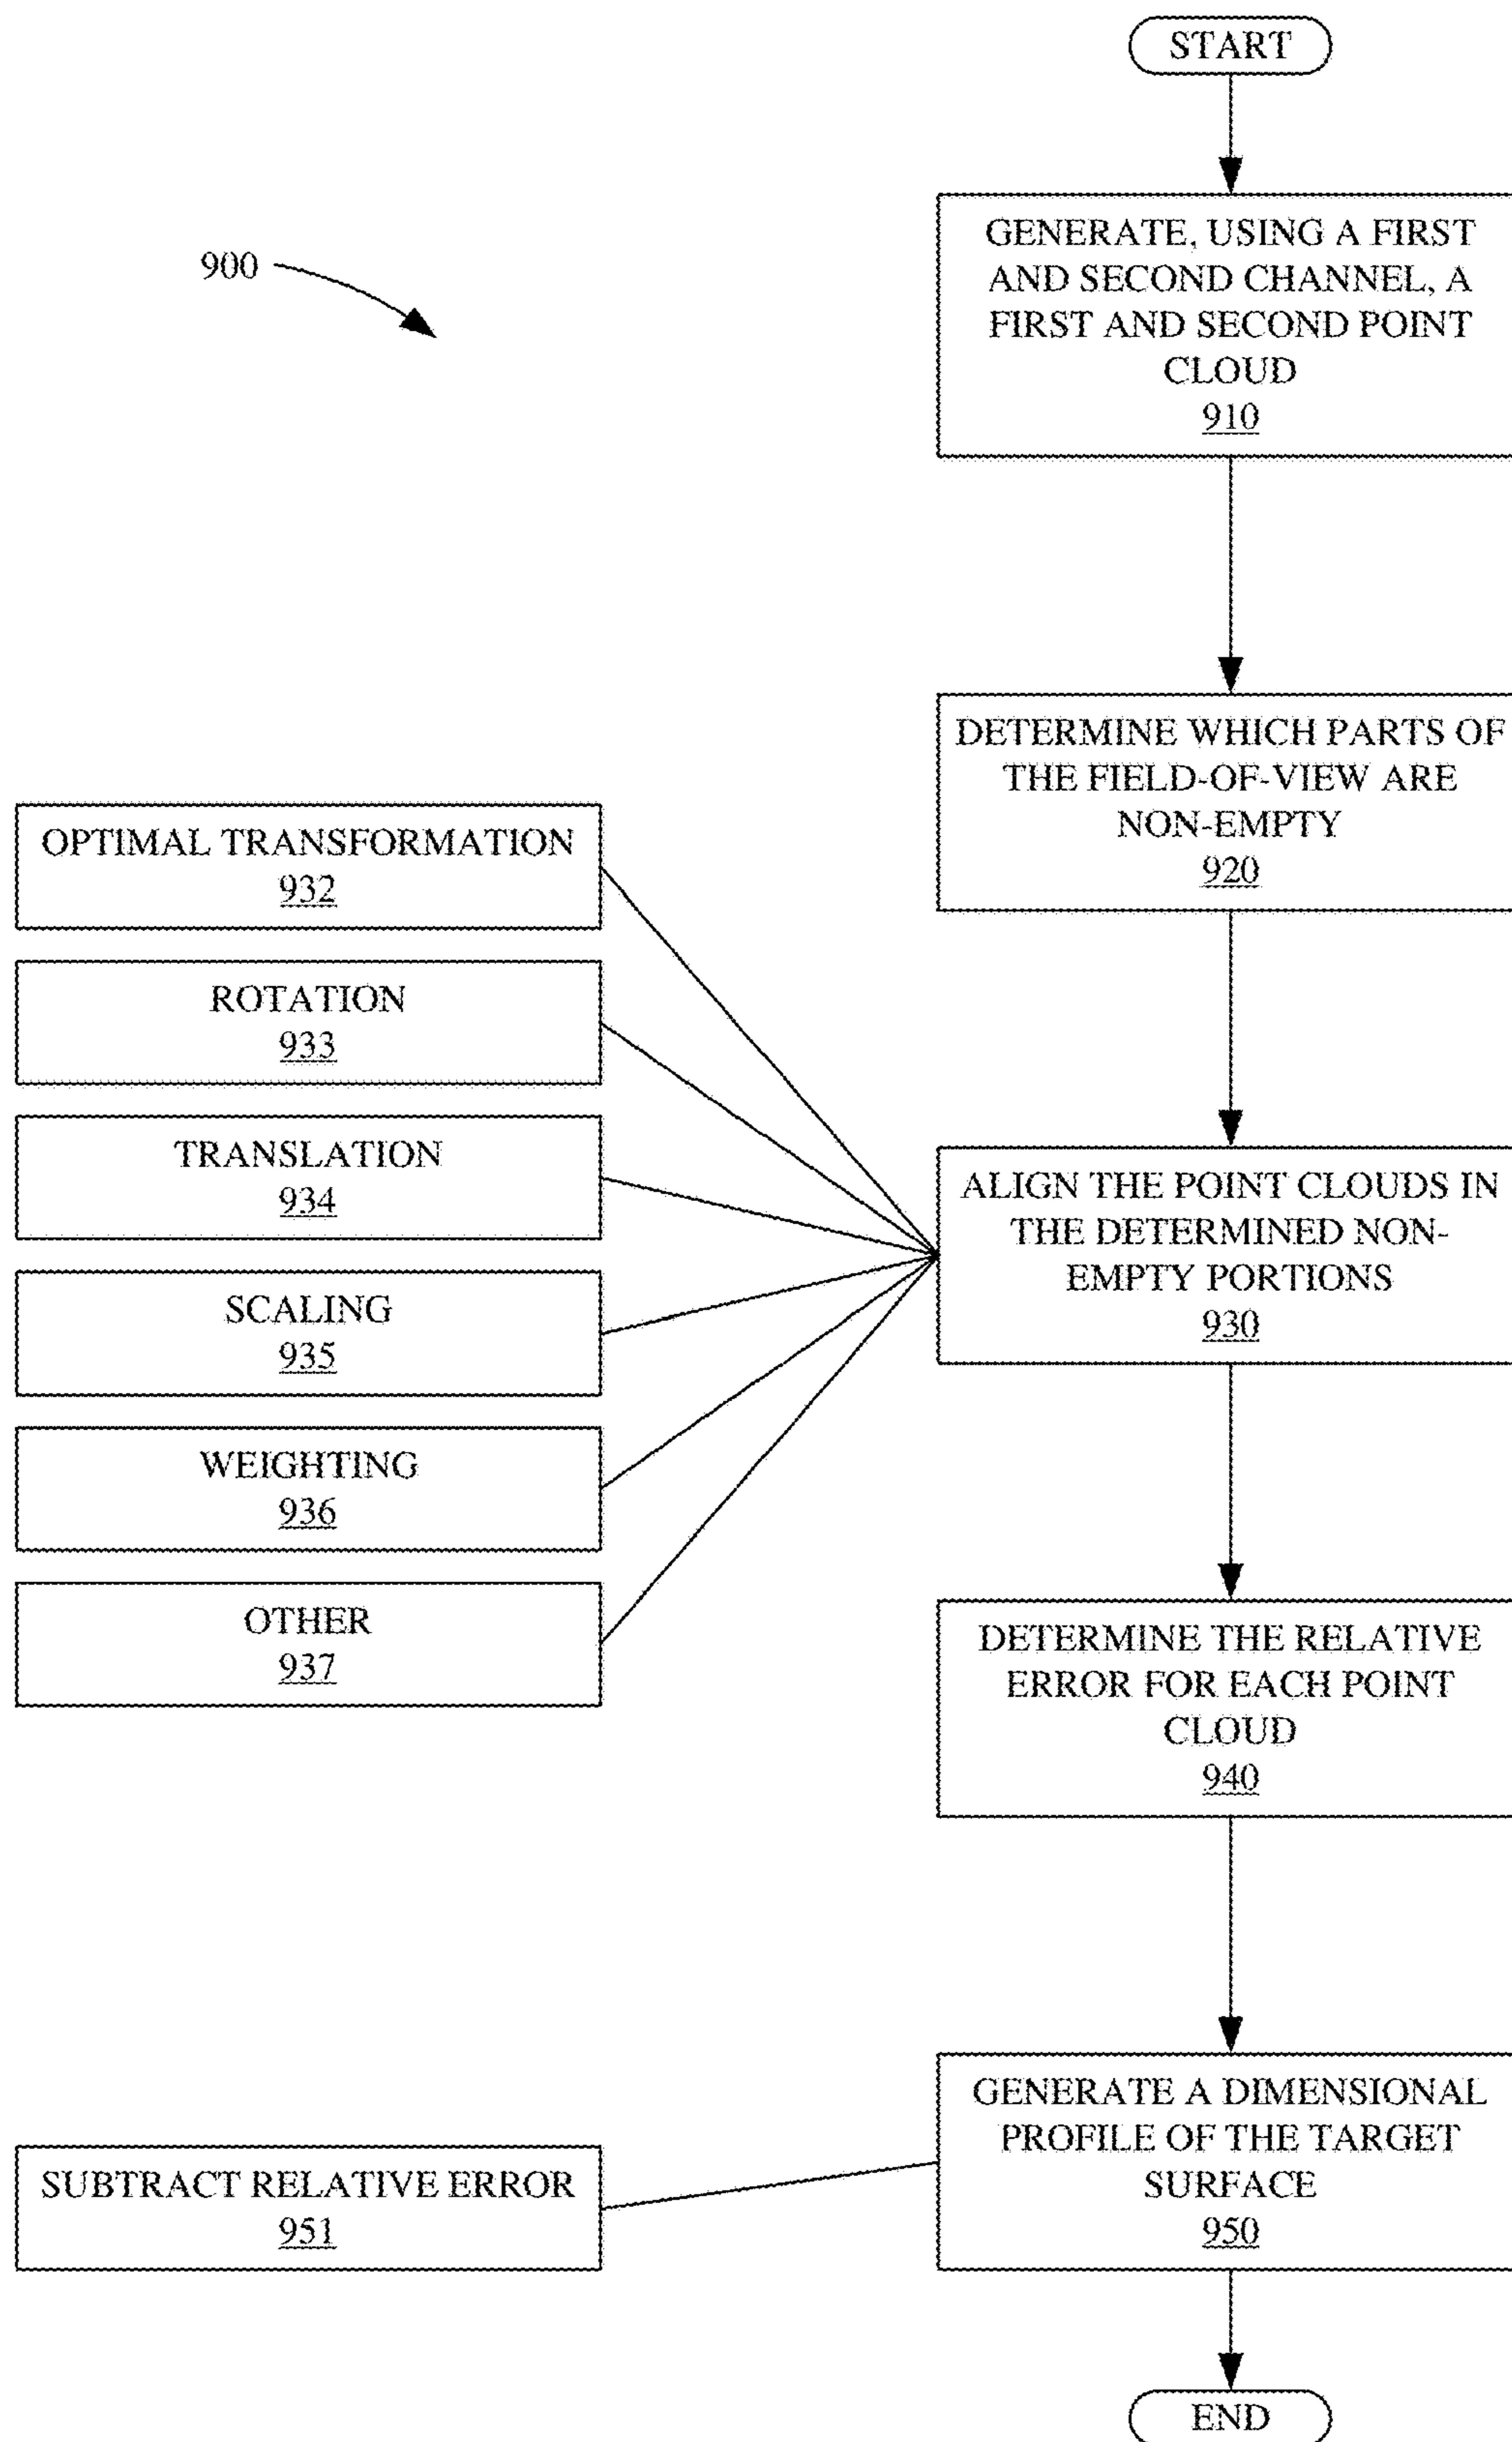 START
900
GENERATE, USING A FIRST
AND SECOND CHANNEL, A
FIRST AND SECOND POINT
CLOUD
910
DETERMINE WHICH PARTS OF
THE FIELD-OF-VIEW ARE
NON-EMPTY
920
OPTIMAL TRANSFORMATION
932
ROTATION
933
TRANSLATION
934
SCALING
935
WEIGHTING
936
OTHER
937
ALIGN THE POINT CLOUDS IN
THE DETERMINED NON-
EMPTY PORTIONS
930
DETERMINE THE RELATIVE
ERROR FOR EACH POINT
CLOUD
940
GENERATE A DIMENSIONAL
PROFILE OF THE TARGET
SURFACE
950
SUBTRACT RELATIVE ERROR
951
END